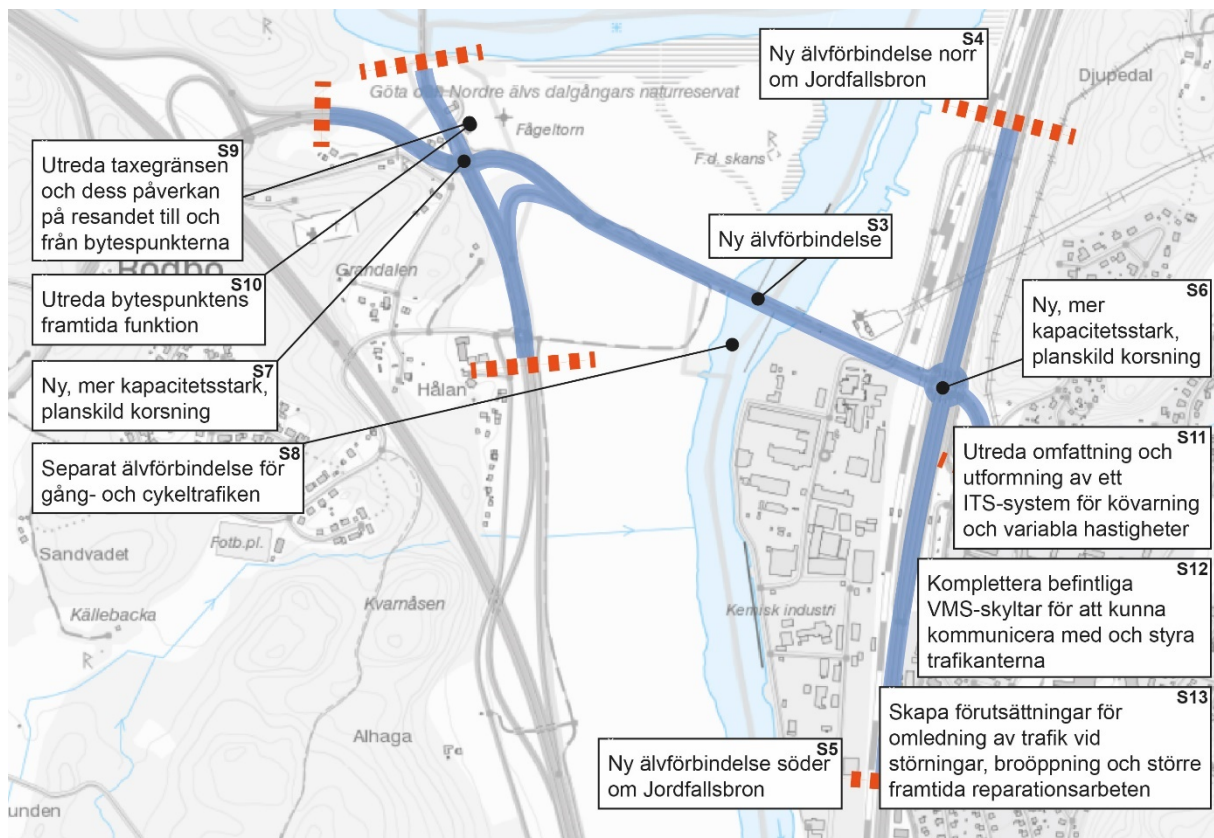 S4
Ny älvförbindelse norr
om Jordfallsbron
Djupedal
Göta och Nordre älvs dalgångars naturreservat
Fågeltorn
F.d. skans
S9
Utreda taxegränsen
och dess påverkan
på resandet till och
från bytespunkterna
S3
Ny älvförbindelse
Rödbo
Grandalen
S10
Utreda bytespunktens
framtida funktion
S6
Ny, mer
kapacitetsstark,
planskild korsning
S7
Ny, mer kapacitetsstark,
planskild korsning
Hålan
S8
Separat älvförbindelse för
gång- och cykeltrafiken
S11
Utreda omfattning och
utformning av ett
ITS-system för kövarning
och variabla hastigheter
Fotb.pl.
Sandvadet
Källebacka
Kvarnåsen
Kemisk industri
S12
Komplettera befintliga
VMS-skyltar för att kunna
kommunicera med och styra
trafikanterna
S13
Skapa förutsättningar för
omledning av trafik vid
störningar, broöppning och större
framtida reparationsarbeten
Alhaga
S5
Ny älvförbindelse söder
om Jordfallsbron
unden